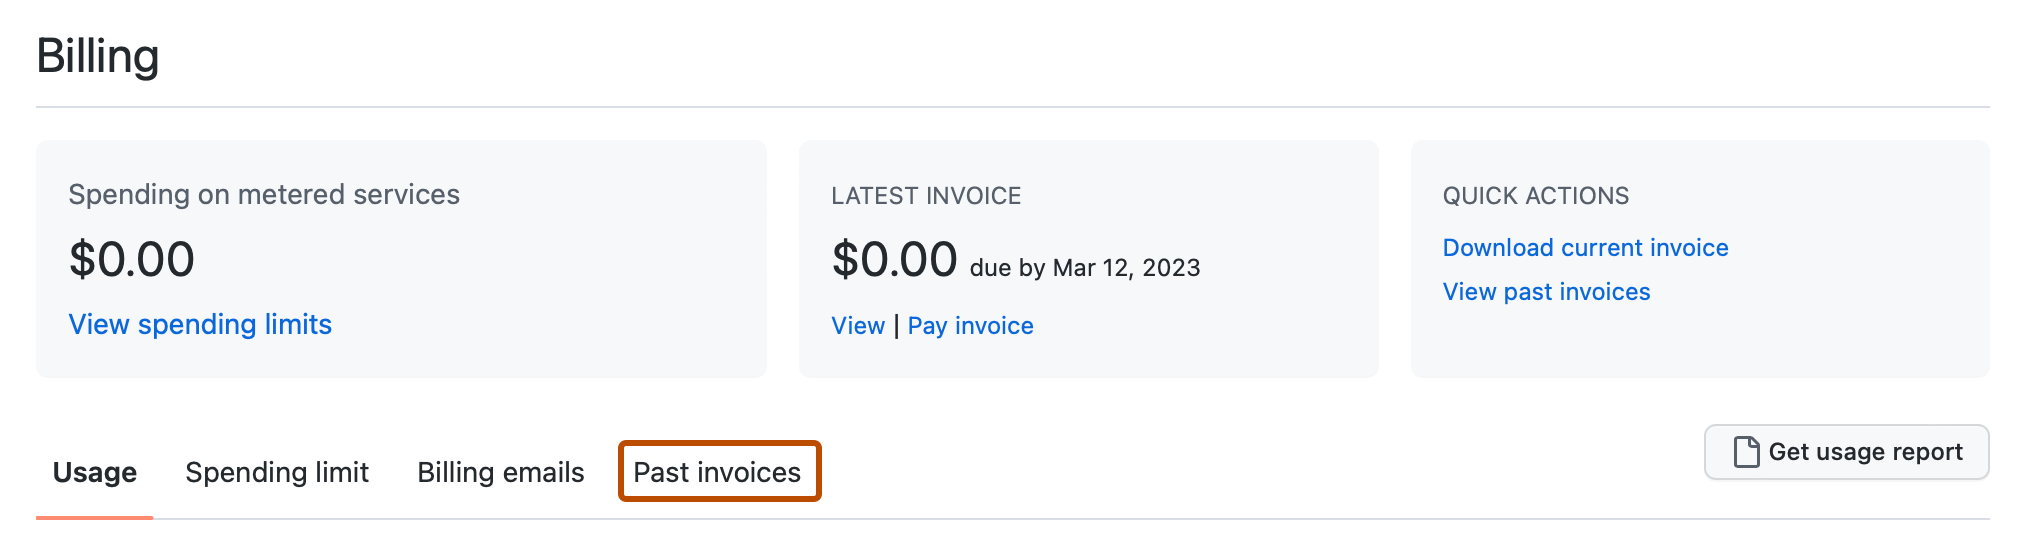 Billing
Spending on metered services
$0.00
View spending limits
LATEST INVOICE
$0.00 due by Mar 12, 2023
View | Pay invoice
QUICK ACTIONS
Download current invoice
View past invoices
Usage Spending limit Billing emails Past invoices
Get usage report